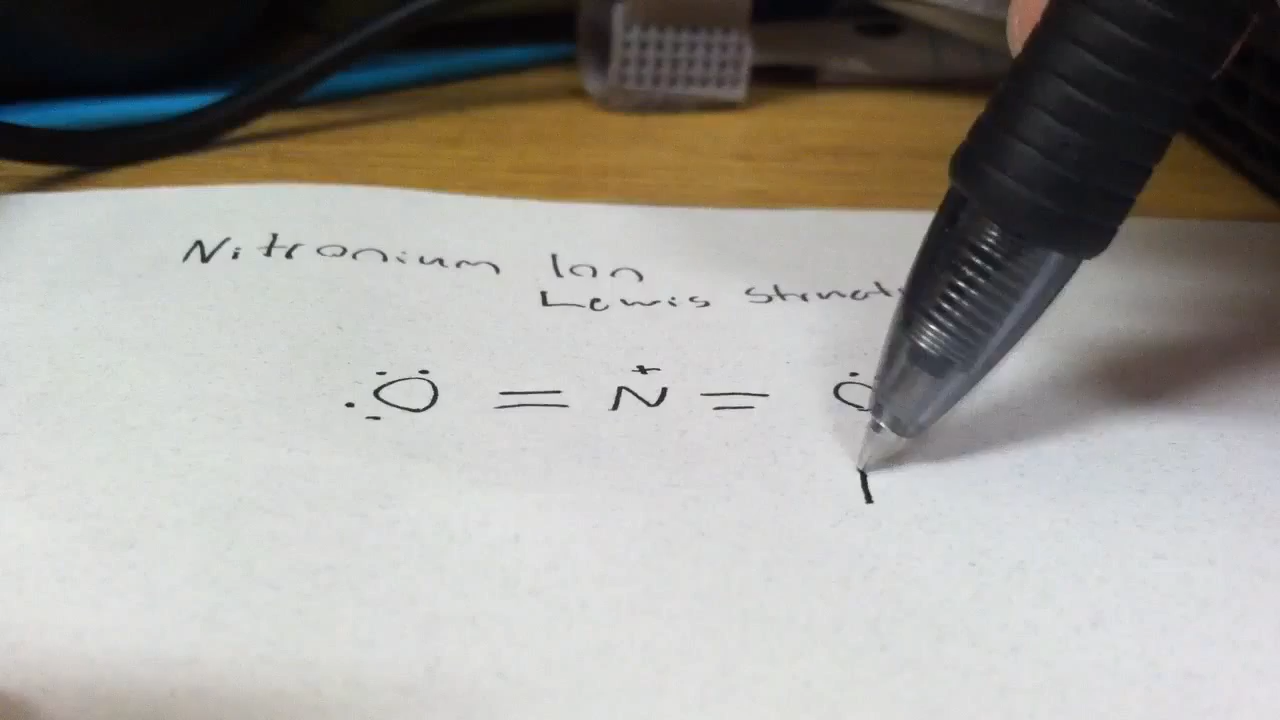 Nitronium Ion
Lewis
O = N⁺ = O